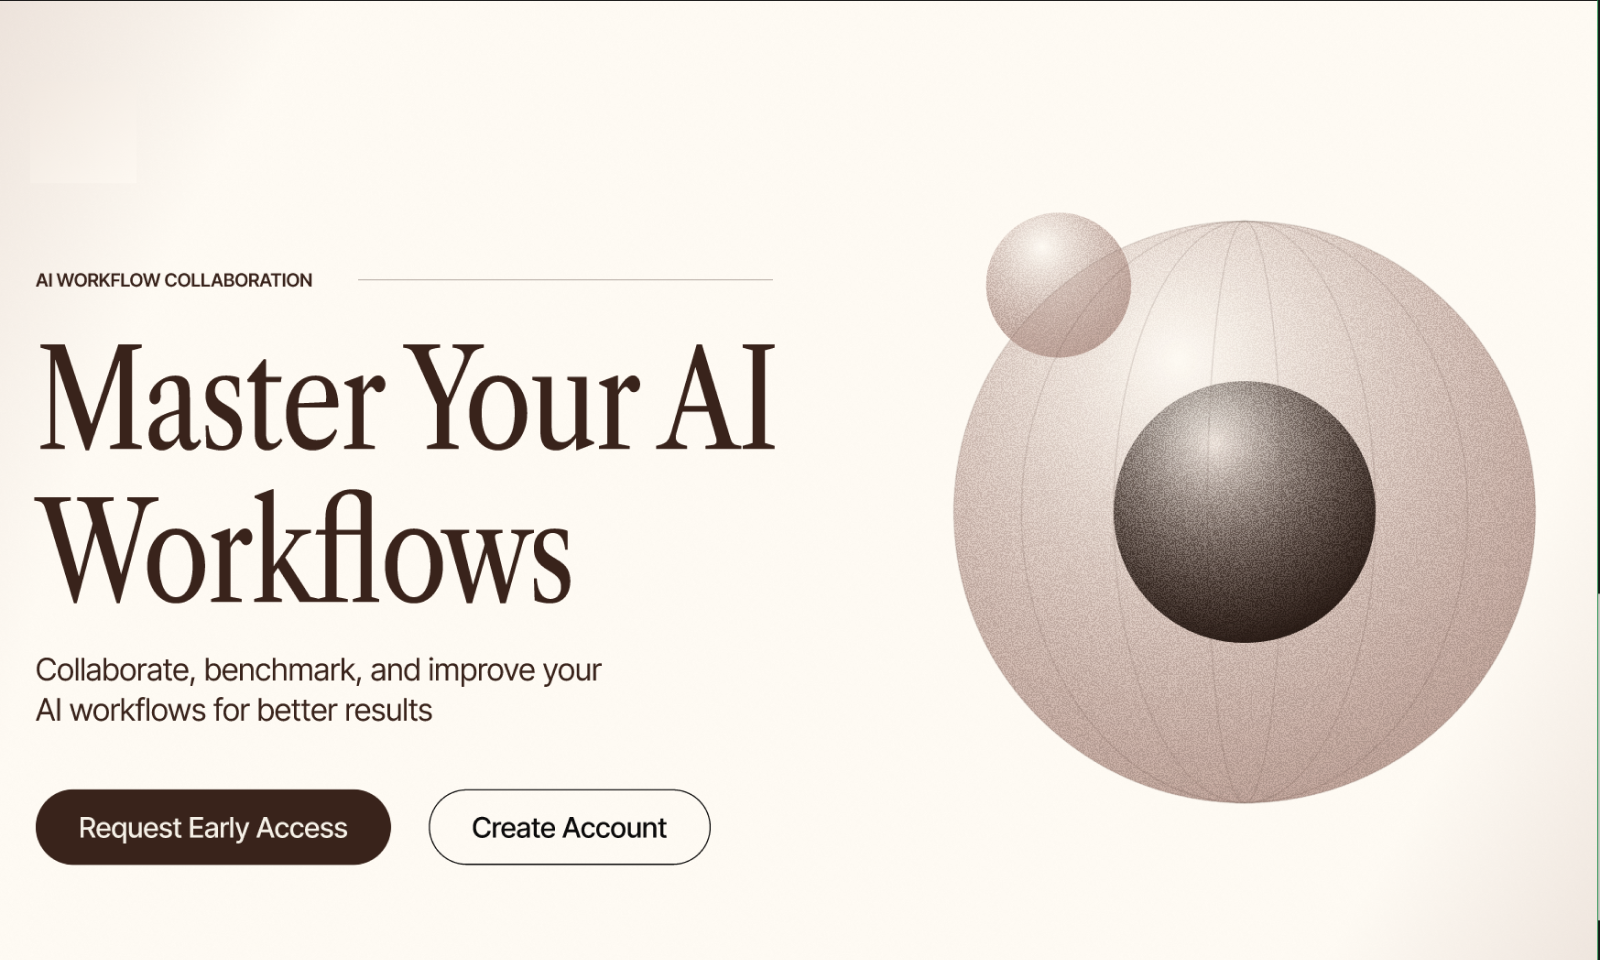 AI WORKFLOW COLLABORATION
Master Your AI
Workflows
Collaborate, benchmark, and improve your
AI workflows for better results
Request Early Access
Create Account